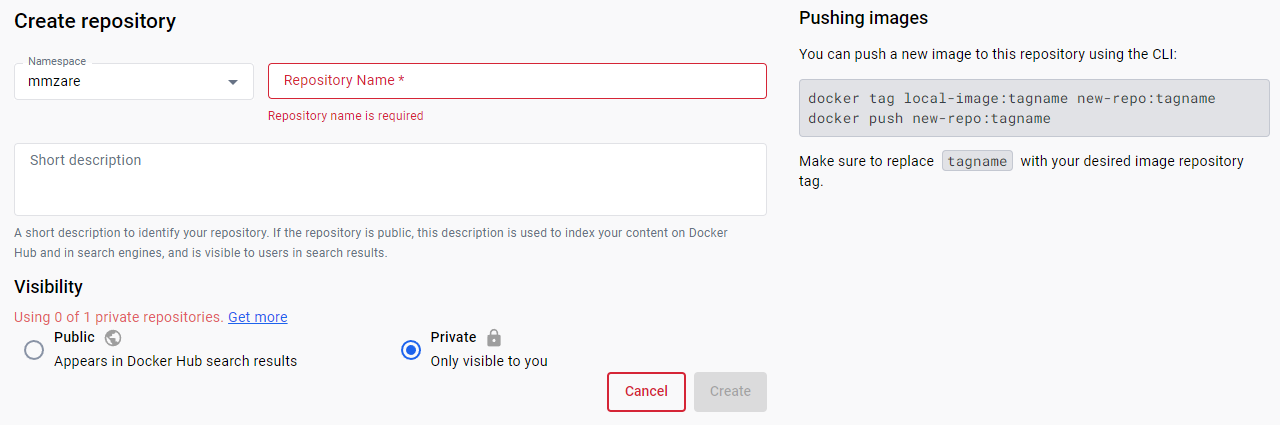 Create repository
Namespace
mmzare
Repository Name *
Repository name is required
Short description
A short description to identify your repository. If the repository is public, this description is used to index your content on Docker
Hub and in search engines, and is visible to users in search results.
Visibility
Using 0 of 1 private repositories. Get more
Public
Appears in Docker Hub search results
Private
Only visible to you
Cancel
Create
Pushing images
You can push a new image to this repository using the CLI:
docker tag local-image:tagname new-repo:tagname
docker push new-repo:tagname
Make sure to replace tagname with your desired image repository
tag.